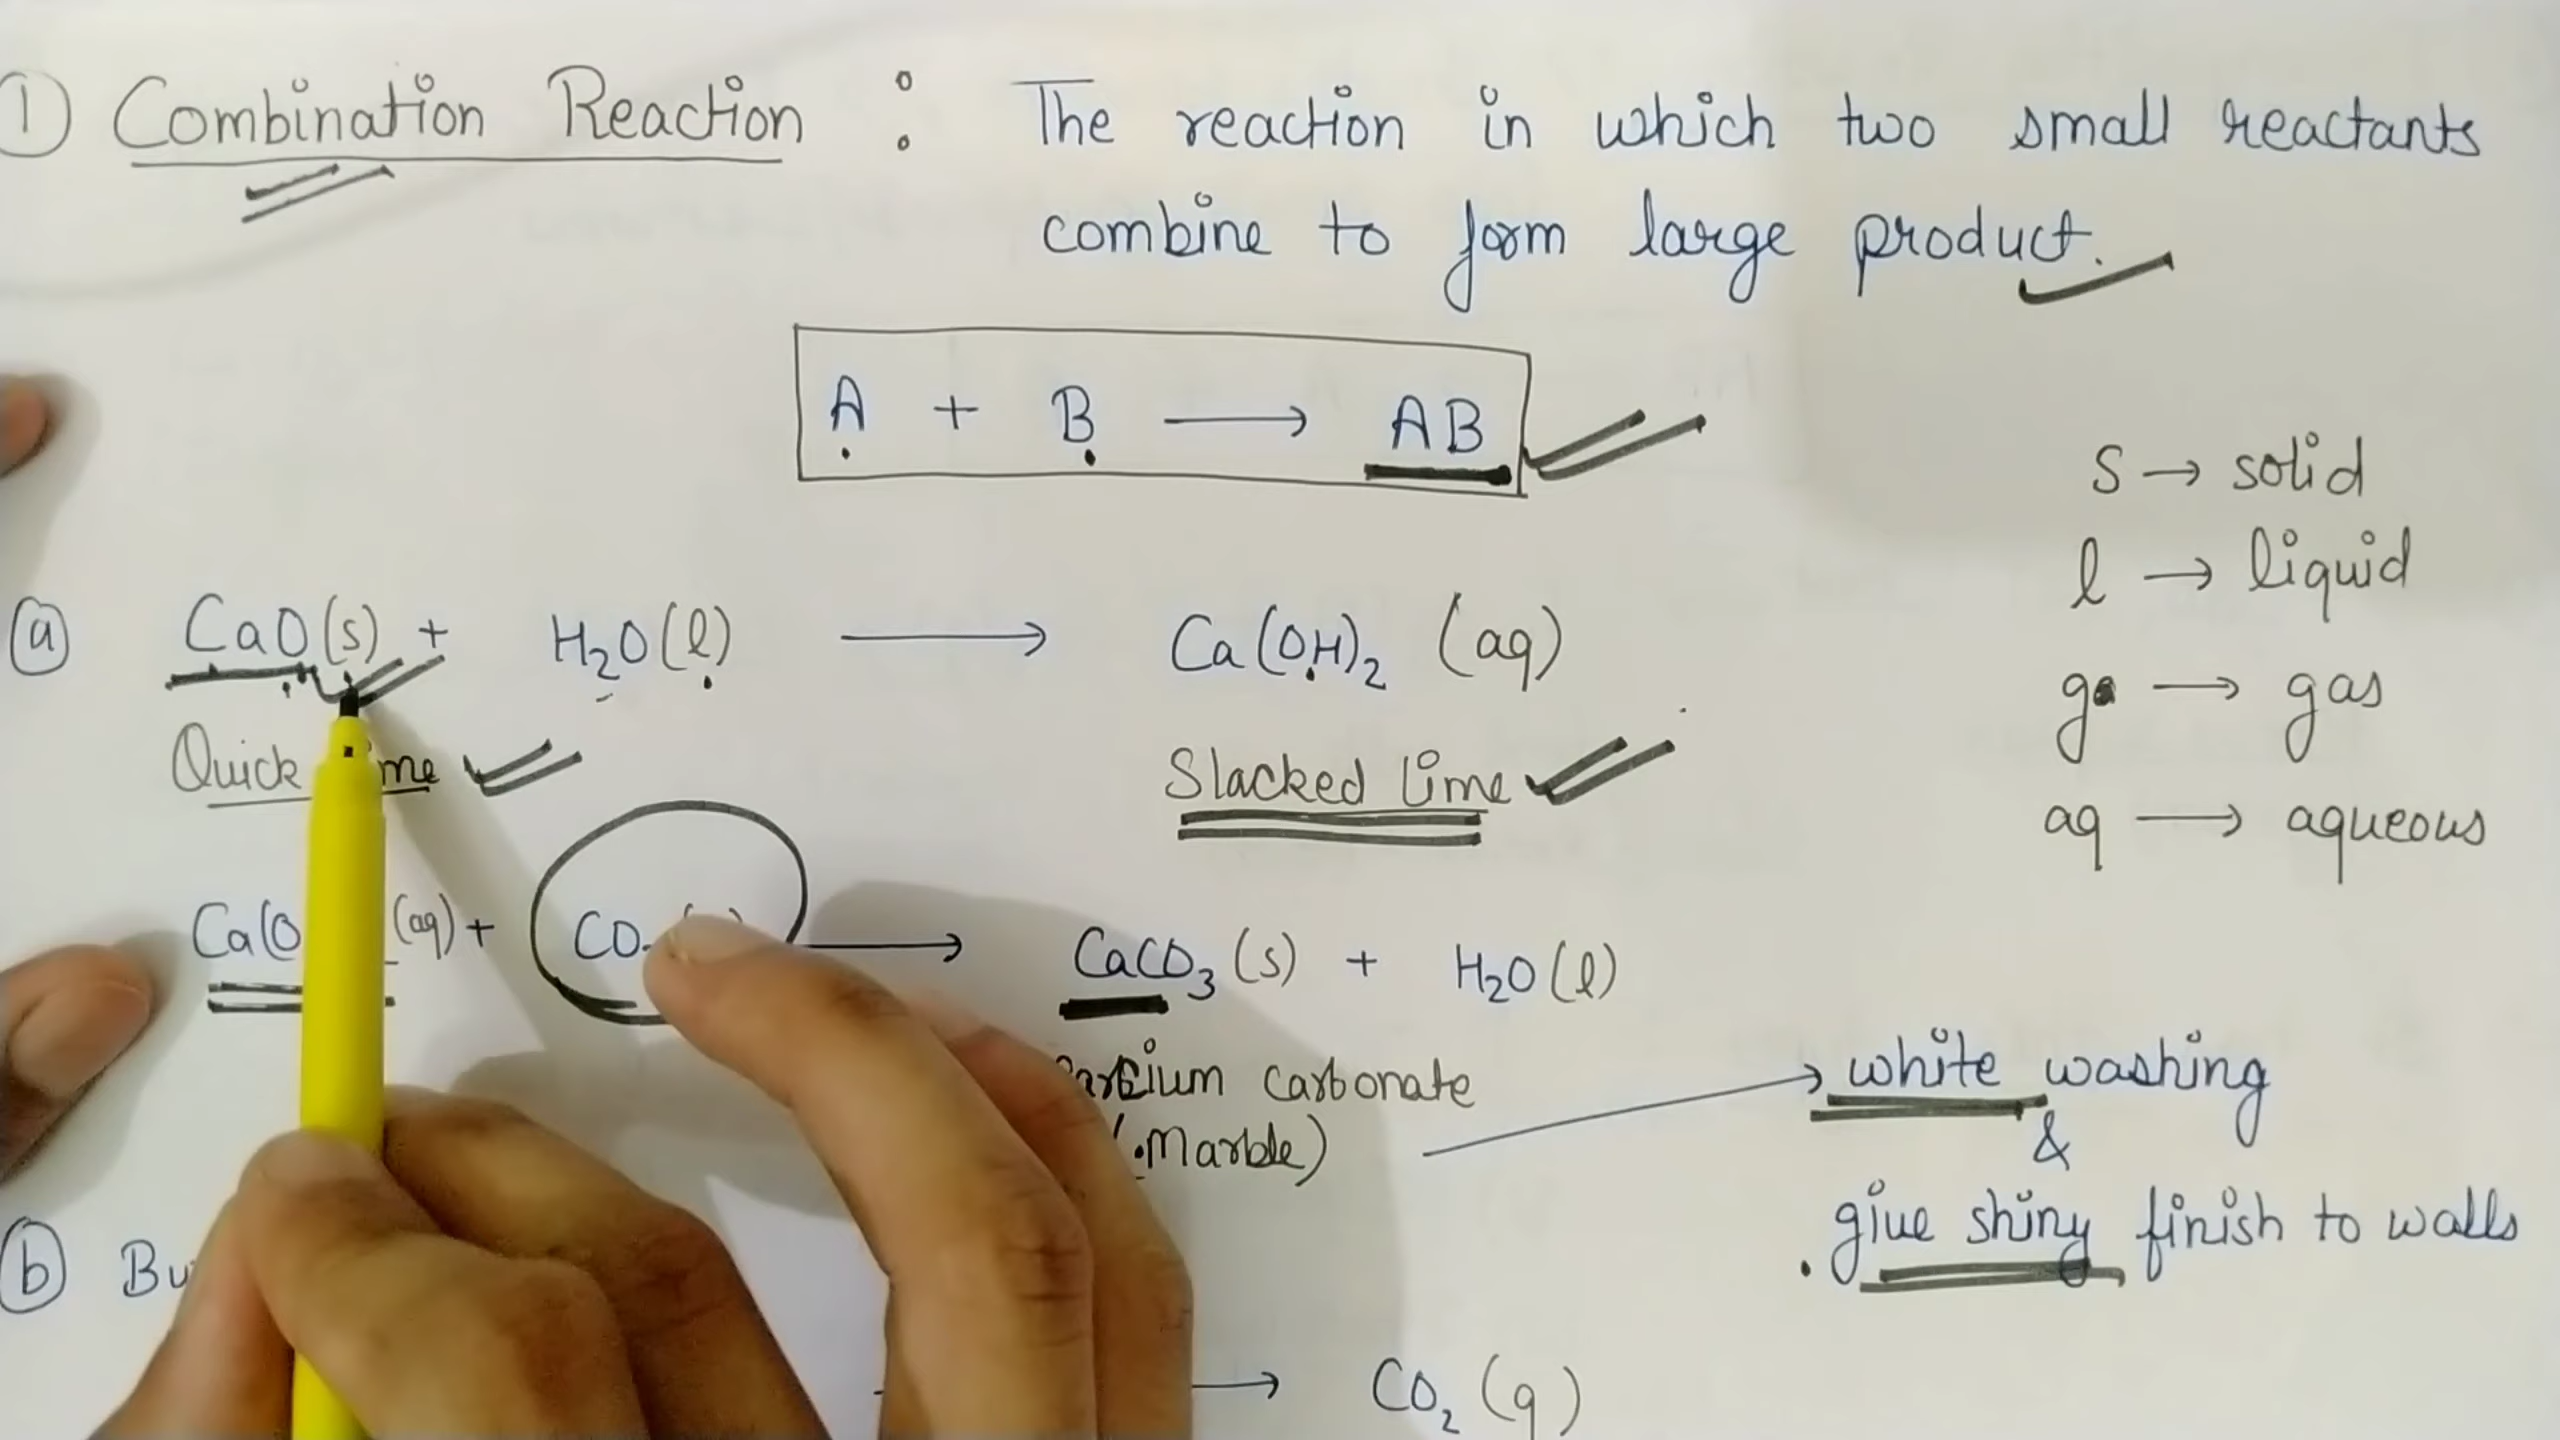 ① Combination Reaction : The reaction in which two small reactants
combine to form large product.
A + B ⟶ AB
s → solid
l → liquid
g → gas
aq → aqueous
ⓐ CaO(s) + H₂O(l) ⟶ Ca(OH)₂ (aq)
Quick Slacked lime
(aq) + ⟶ CaCO₃(s) + H₂O(l)
carbonate
(Marble)
→ white washing
&
give shiny finish to walls
ⓑ
→ CO₂ (g)